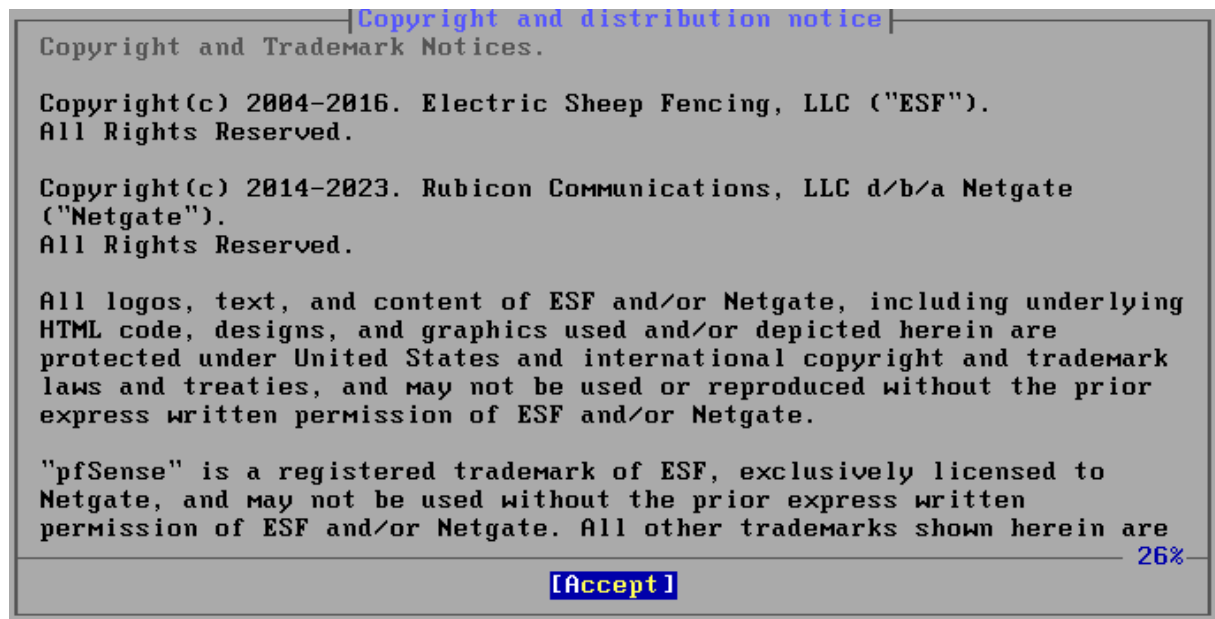 Copyright and distribution notice
Copyright and Trademark Notices.
Copyright(c) 2004-2016. Electric Sheep Fencing, LLC ("ESF").
All Rights Reserved.
Copyright(c) 2014-2023. Rubicon Communications, LLC d/b/a Netgate
("Netgate").
All Rights Reserved.
All logos, text, and content of ESF and/or Netgate, including underlying
HTML code, designs, and graphics used and/or depicted herein are
protected under United States and international copyright and trademark
laws and treaties, and may not be used or reproduced without the prior
express written permission of ESF and/or Netgate.
"pfSense" is a registered trademark of ESF, exclusively licensed to
Netgate, and may not be used without the prior express written
permission of ESF and/or Netgate. All other trademarks shown herein are
26%
[Accept]